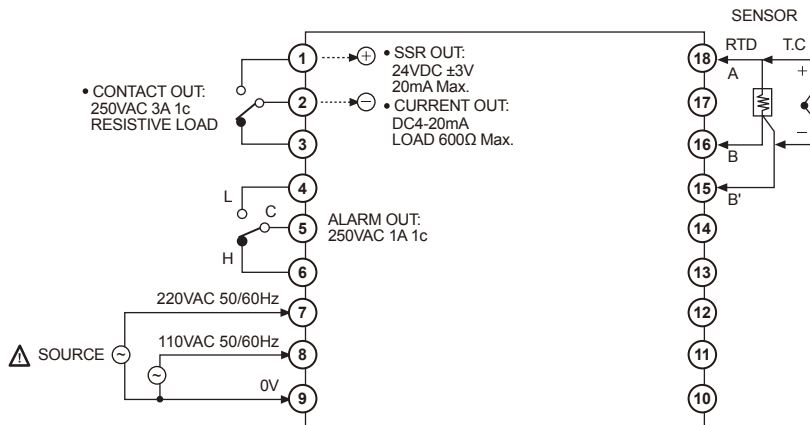 SENSOR
RTD T.C
1 + • SSR OUT:
24VDC ±3V
20mA Max.
18 A +
• CONTACT OUT:
250VAC 3A 1c
RESISTIVE LOAD
2 − • CURRENT OUT:
DC4-20mA
LOAD 600Ω Max.
17
3
16 B −
4
L
15 B'
C 5 ALARM OUT:
250VAC 1A 1c
14
H
6
13
220VAC 50/60Hz 7
12
110VAC 50/60Hz 8
11
! SOURCE ~
~
0V 9
10